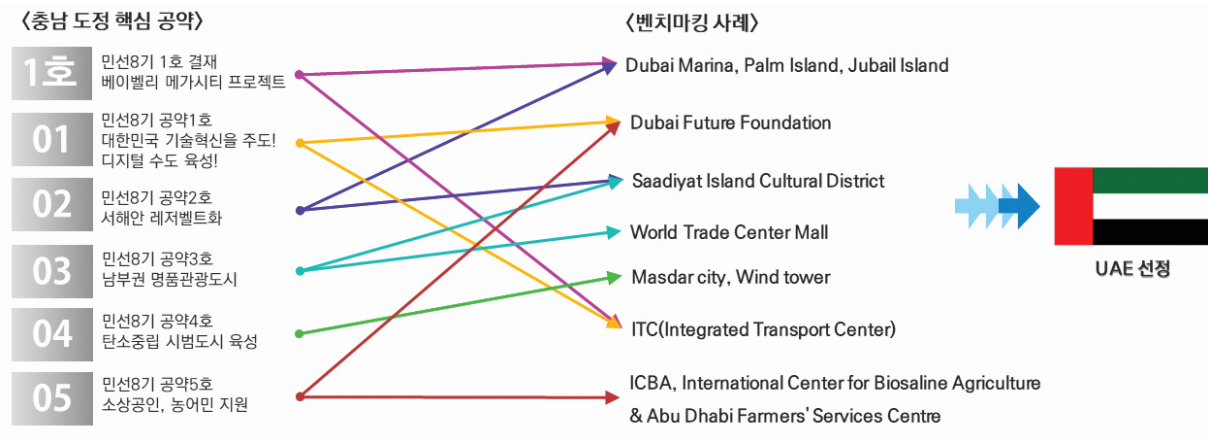 〈충남 도정 핵심 공약〉
1호
민선8기 1호 결재
베이벨리 메가시티 프로젝트
01
민선8기 공약1호
대한민국 기술혁신을 주도!
디지털 수도 육성!
02
민선8기 공약2호
서해안 레저벨트화
03
민선8기 공약3호
남부권 명품관광도시
04
민선8기 공약4호
탄소중립 시범도시 육성
05
민선8기 공약5호
소상공인, 농어민 지원
〈벤치마킹 사례〉
Dubai Marina, Palm Island, Jubail Island
Dubai Future Foundation
Saadiyat Island Cultural District
World Trade Center Mall
Masdar city, Wind tower
ITC(Integrated Transport Center)
ICBA, International Center for Biosaline Agriculture
& Abu Dhabi Farmers' Services Centre
UAE 선정